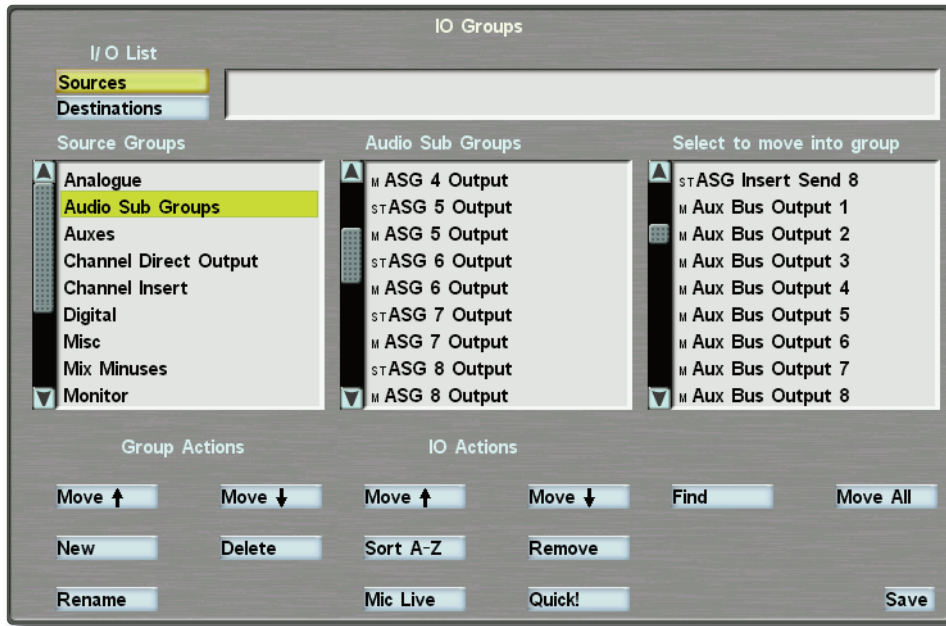 IO Groups
I/O List
Sources
Destinations
Source Groups
Audio Sub Groups
Select to move into group
Analogue
Audio Sub Groups
Auxes
Channel Direct Output
Channel Insert
Digital
Misc
Mix Minuses
Monitor
M ASG 4 Output
ST ASG 5 Output
M ASG 5 Output
ST ASG 6 Output
M ASG 6 Output
ST ASG 7 Output
M ASG 7 Output
ST ASG 8 Output
M ASG 8 Output
ST ASG Insert Send 8
M Aux Bus Output 1
M Aux Bus Output 2
M Aux Bus Output 3
M Aux Bus Output 4
M Aux Bus Output 5
M Aux Bus Output 6
M Aux Bus Output 7
M Aux Bus Output 8
Group Actions
IO Actions
Move ↑ Move ↓ Move ↑ Move ↓ Find Move All
New Delete Sort A-Z Remove
Rename Mic Live Quick! Save